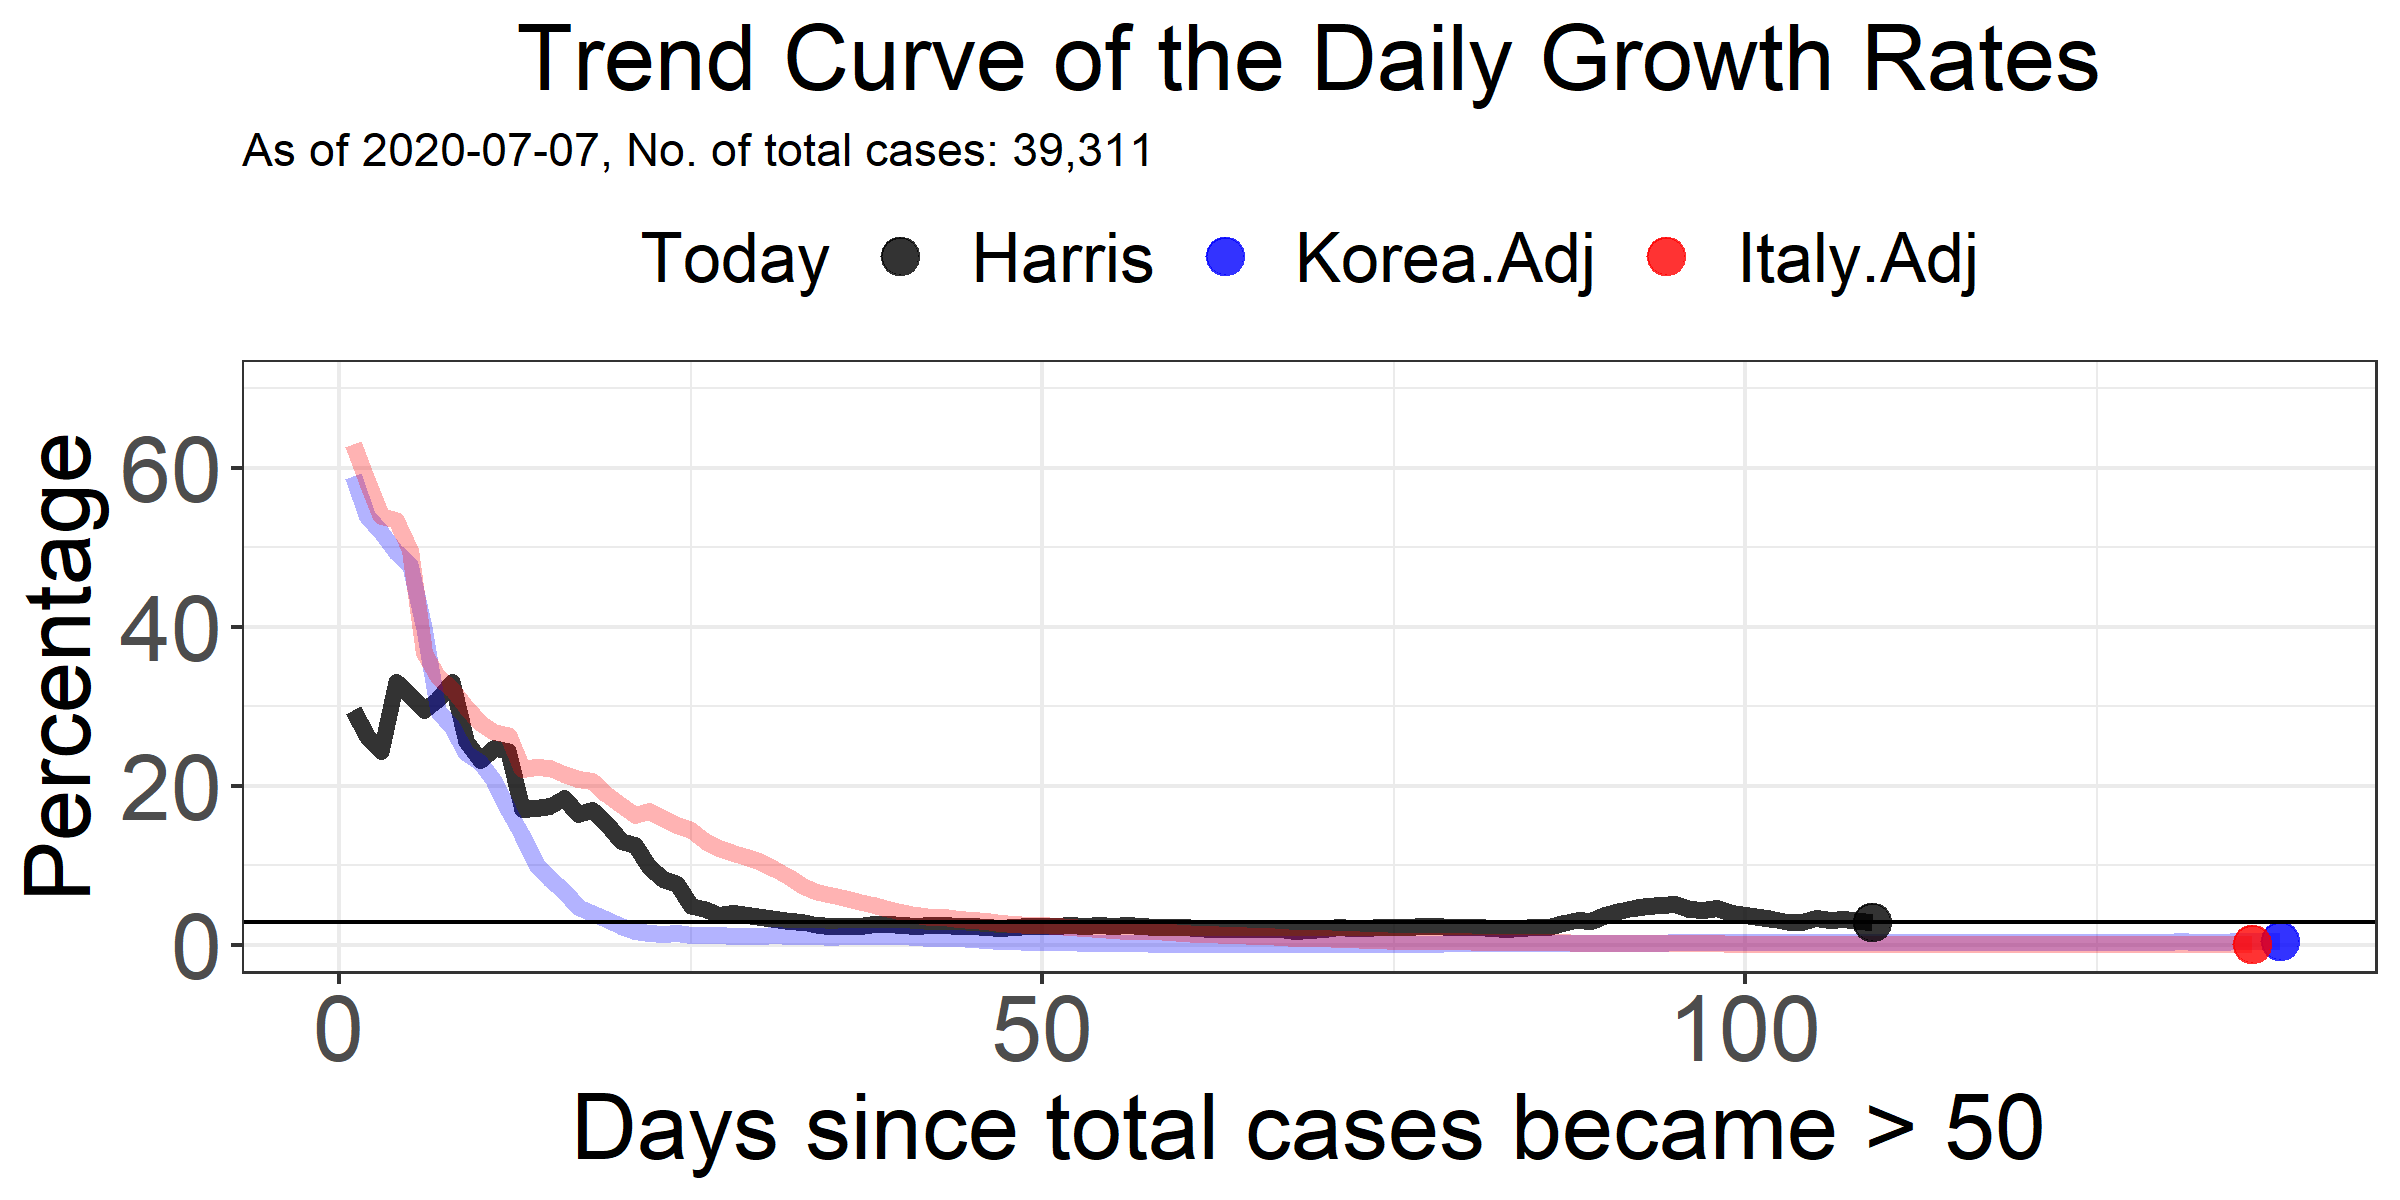 Trend Curve of the Daily Growth Rates
As of 2020-07-07, No. of total cases: 39,311
Today Harris Korea.Adj Italy.Adj
Percentage
60
40
20
0
0 50 100
Days since total cases became > 50